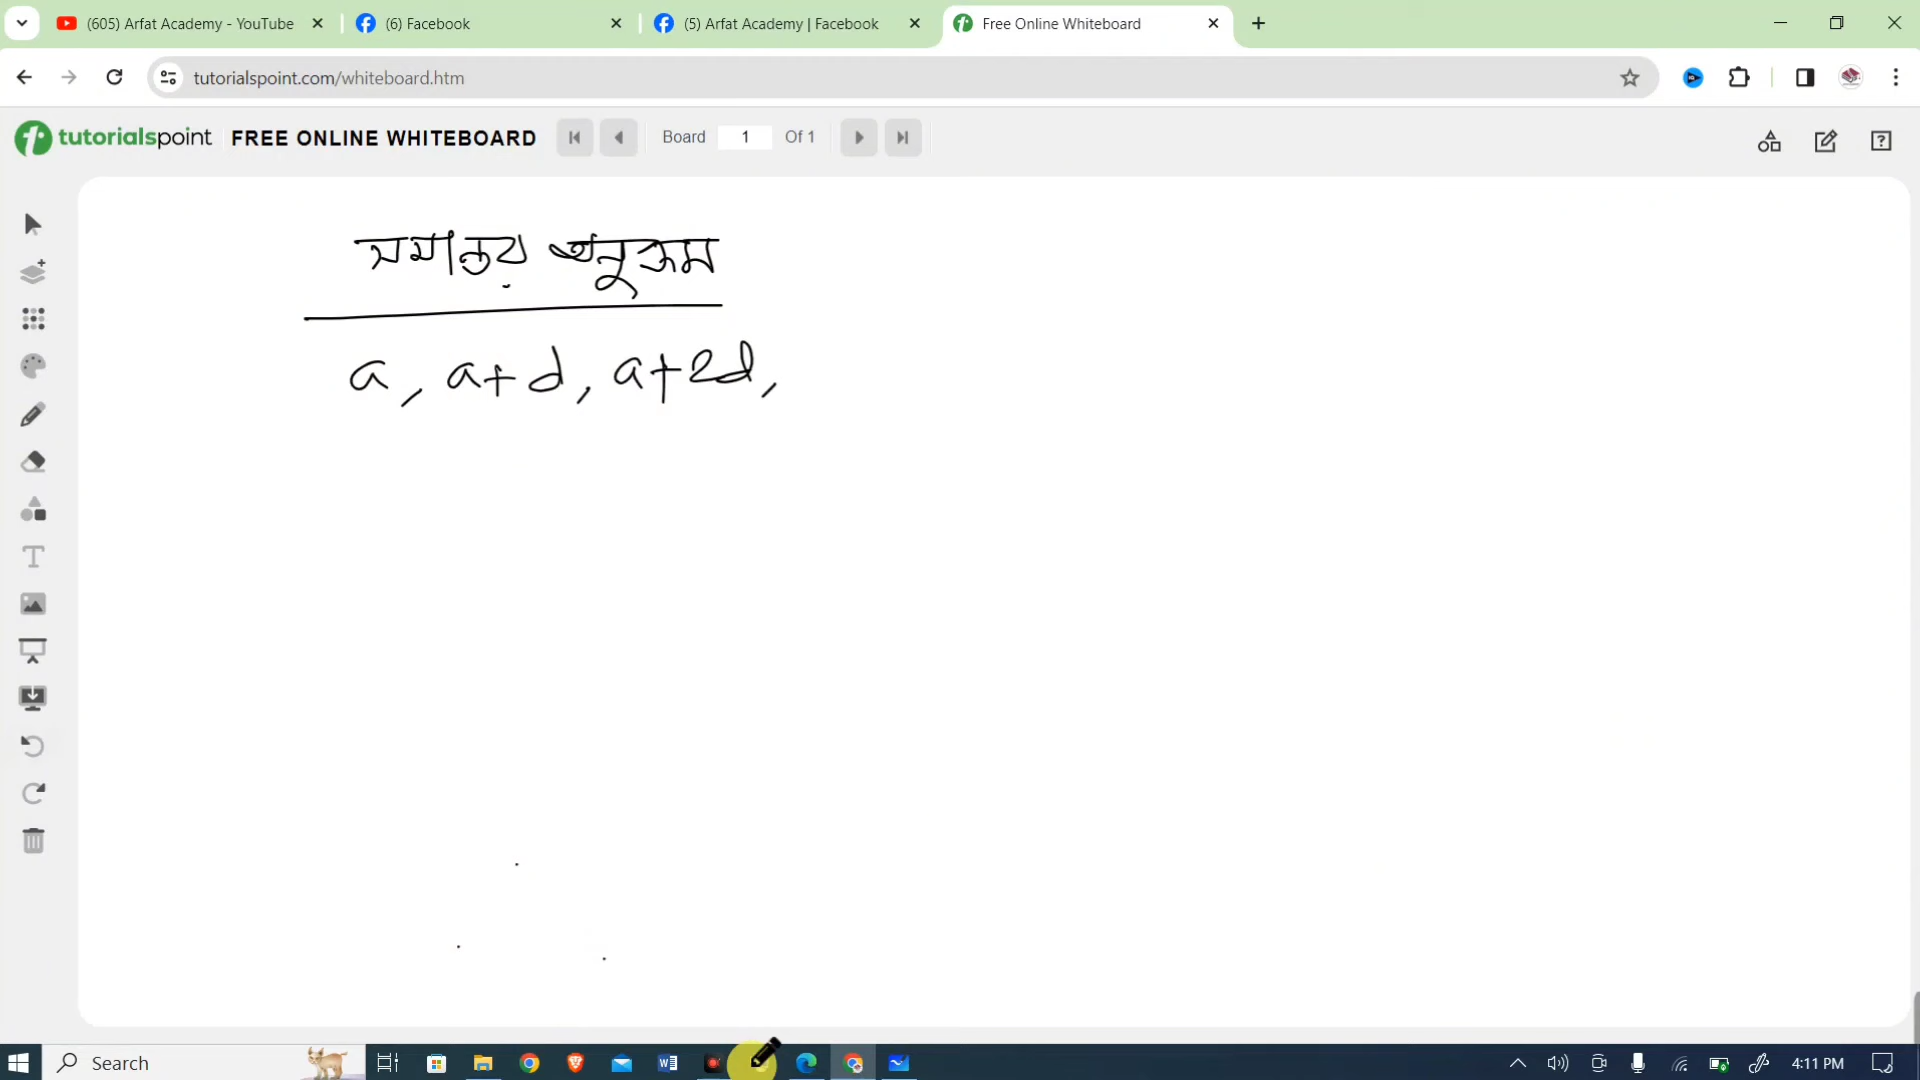 (605) Arfat Academy - YouTube
(6) Facebook
(5) Arfat Academy | Facebook
Free Online Whiteboard
tutorialspoint.com/whiteboard.htm
tutorialspoint FREE ONLINE WHITEBOARD Board 1 Of 1
সমান্তর অনুক্রম
a, a+d, a+2d,
Search
4:11 PM